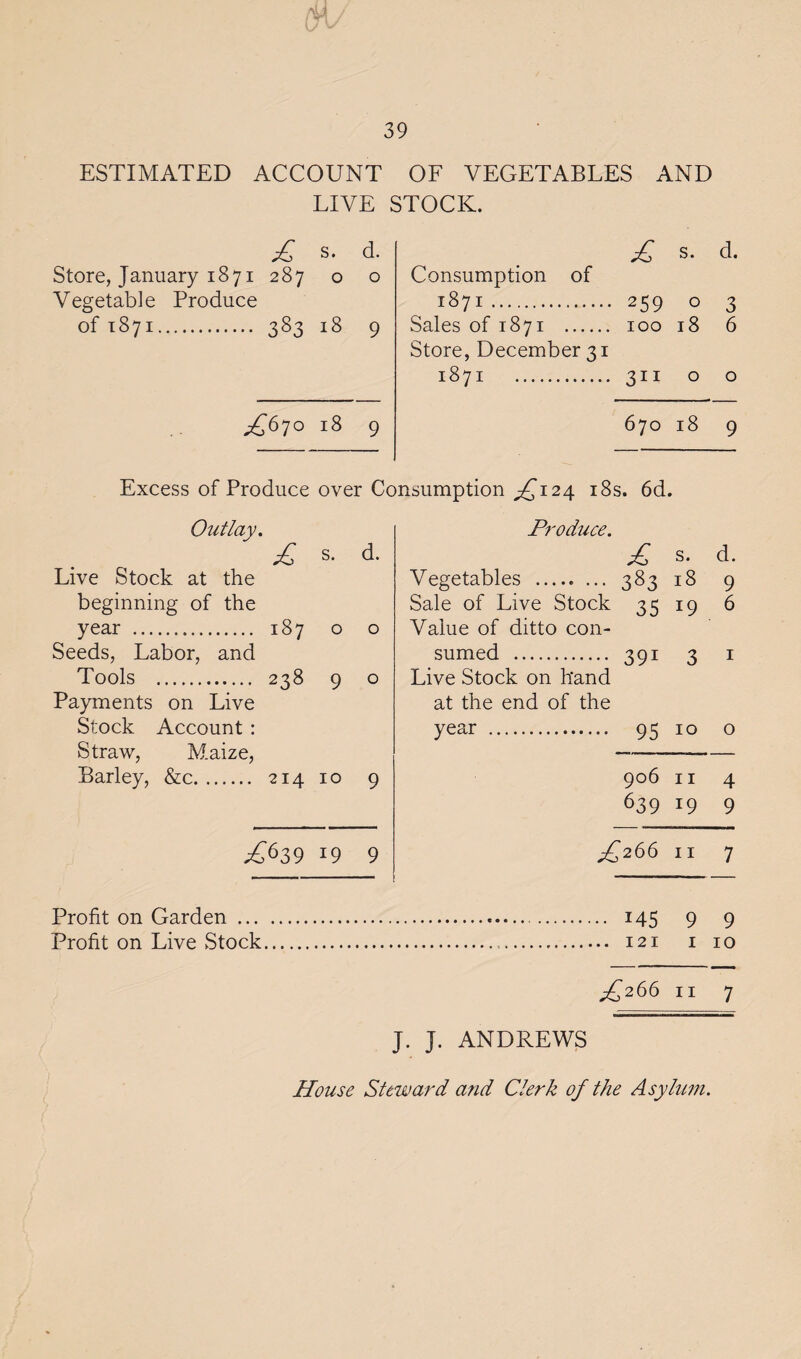 39
ESTIMATED ACCOUNT OF VEGETABLES AND
LIVE STOCK.
£ s. d.
Store, January 1871 287 0 0
Vegetable Produce
of 1871............ 383 18 9
£670 18 9
£ s. d.
Consumption of
1871............... 259 0 3
Sales of 1871 ...... 100 18 6
Store, December 31
1871 ............ 311 0 0
670 18 9
Excess of Produce over Consumption £124 18s. 6d.
Outlay.
£ s. d.
Live Stock at the
beginning of the
year ............... 187 0 0
Seeds, Labor, and
Tools ............ 238 9 0
Payments on Live
Stock Account :
Straw, Maize,
Barley, &c. ...... 214 10 9
£639 19 9
Produce.
£ s. d.
Vegetables ..... ... 383 18 9
Sale of Live Stock 35 19 6
Value of ditto con-
sumed ............ 391 3 1
Live Stock on hand
at the end of the
year ............... 95 10 0
906 11 4
639 19 9
£266 11 7
Profit on Garden ... .................................... 145 9 9
Profit on Live Stock....................................... 121 1 10
£266 11 7
J. J. ANDREWS
House Steward and Clerk of the Asylum.